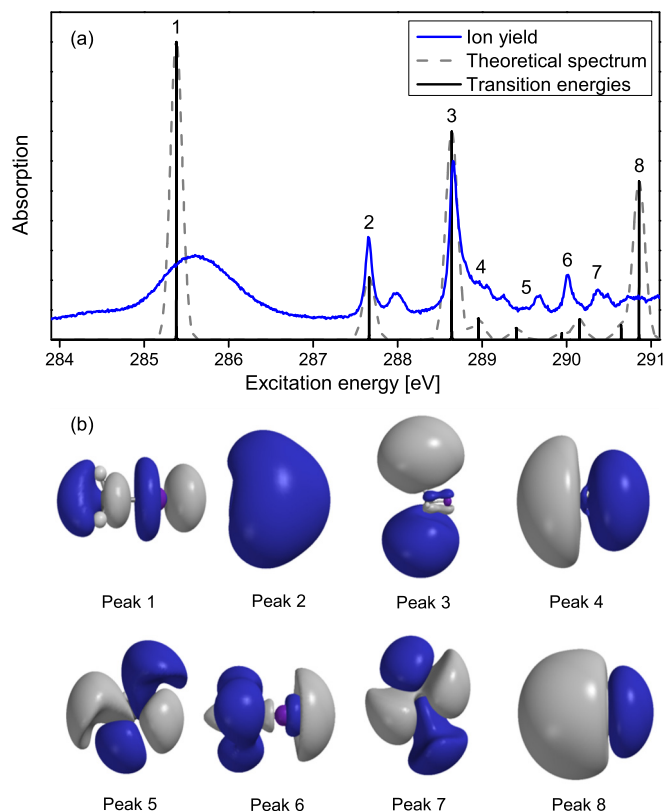 (a)
Ion yield
Theoretical spectrum
Transition energies
1
2
3
4
5
6
7
8
Absorption
284 285 286 287 288 289 290 291
Excitation energy [eV]
(b)
Peak 1 Peak 2 Peak 3 Peak 4
Peak 5 Peak 6 Peak 7 Peak 8